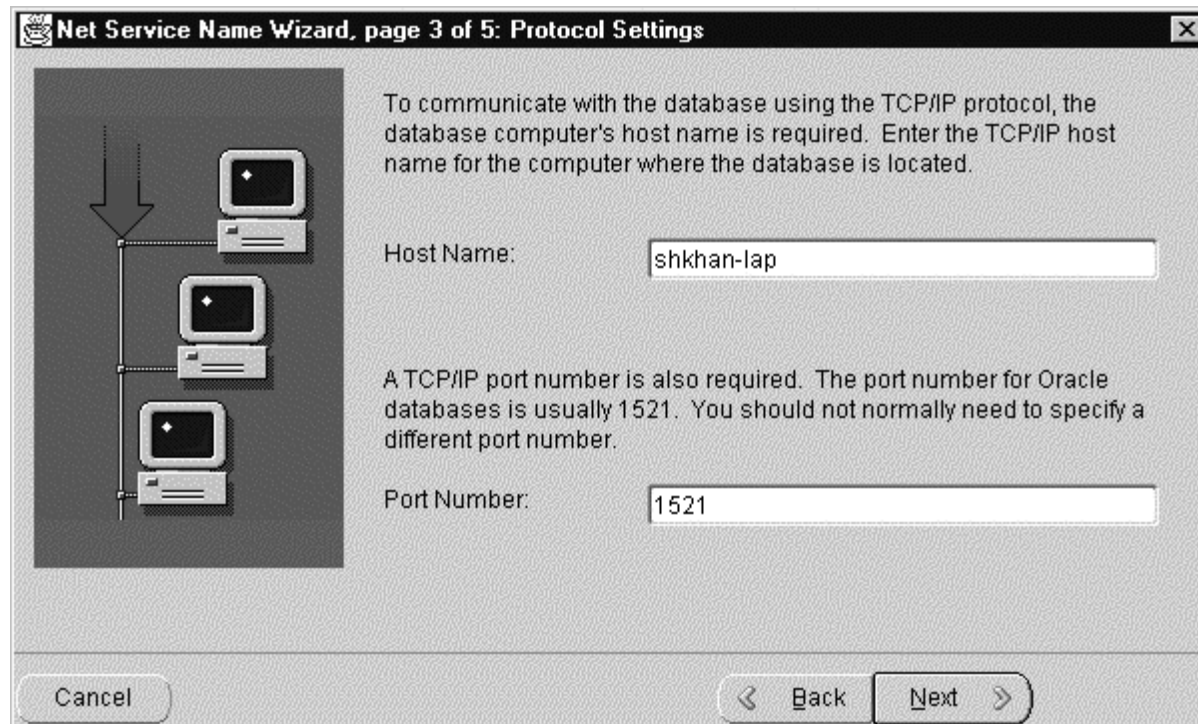 Net Service Name Wizard, page 3 of 5: Protocol Settings
To communicate with the database using the TCP/IP protocol, the
database computer's host name is required. Enter the TCP/IP host
name for the computer where the database is located.
Host Name:
shkhan-lap
A TCP/IP port number is also required. The port number for Oracle
databases is usually 1521. You should not normally need to specify a
different port number.
Port Number:
1521
Cancel
Back
Next